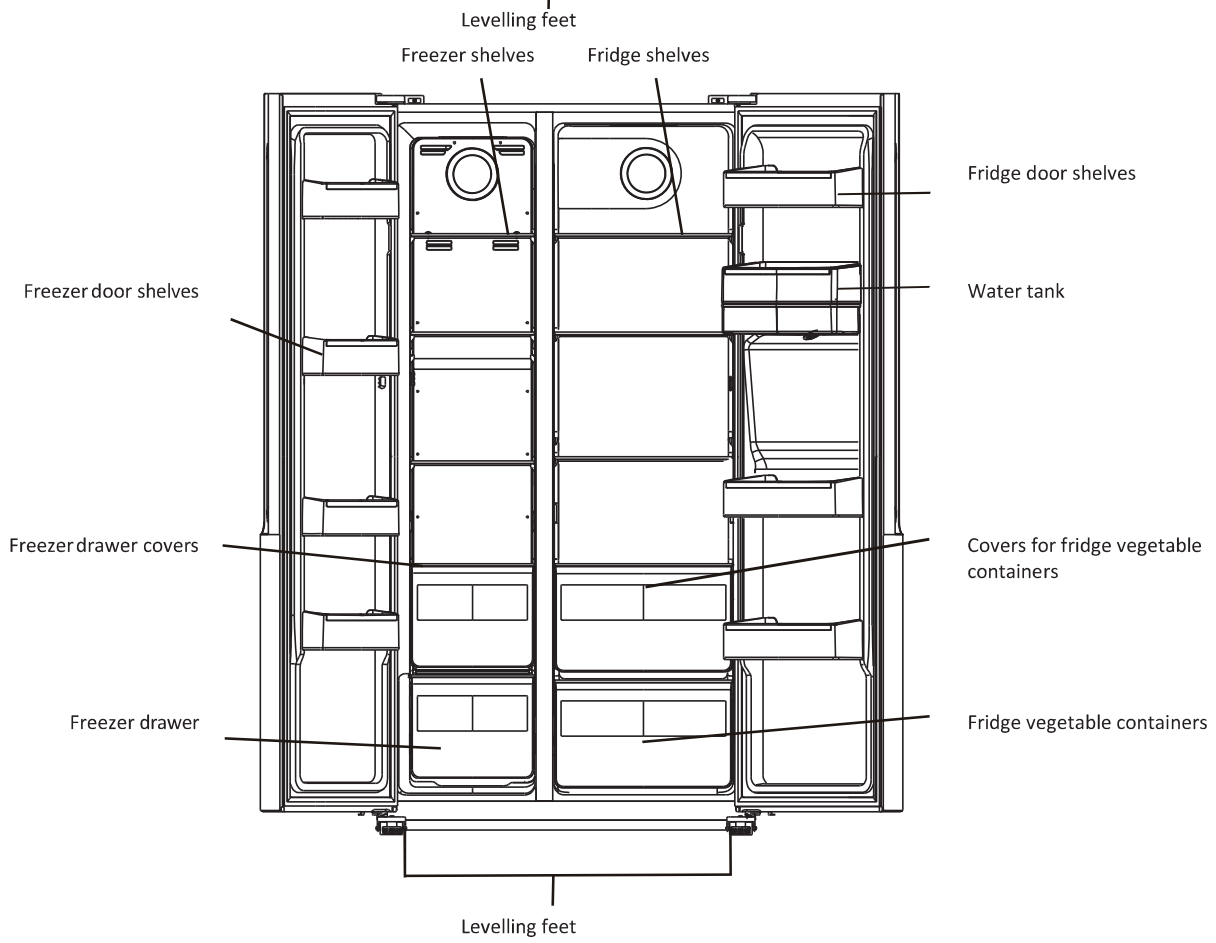 Levelling feet
Freezer shelves
Fridge shelves
Fridge door shelves
Freezer door shelves
Water tank
Freezer drawer covers
Covers for fridge vegetable
containers
Freezer drawer
Fridge vegetable containers
Levelling feet